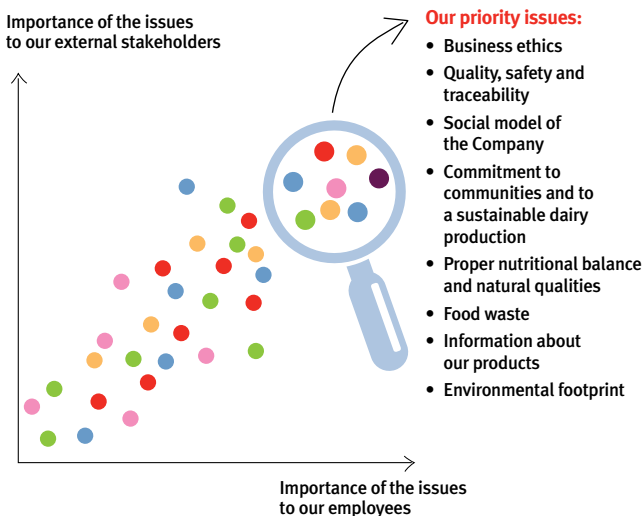 Importance of the issues
to our external stakeholders
Our priority issues:
• Business ethics
• Quality, safety and
traceability
• Social model of
the Company
• Commitment to
communities and to
a sustainable dairy
production
• Proper nutritional balance
and natural qualities
• Food waste
• Information about
our products
• Environmental footprint
Importance of the issues
to our employees